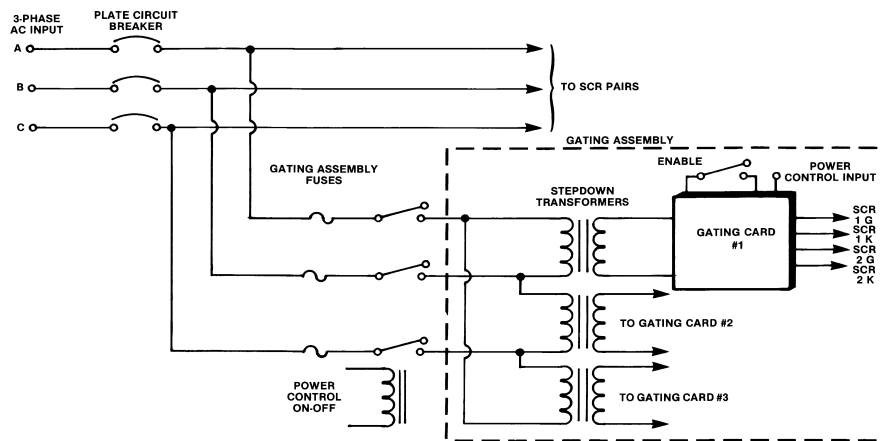 3-PHASE
AC INPUT
PLATE CIRCUIT
BREAKER
A
B
C
TO SCR PAIRS
GATING ASSEMBLY
GATING ASSEMBLY
FUSES
STEPDOWN
TRANSFORMERS
ENABLE
POWER
CONTROL INPUT
GATING CARD
#1
SCR
1 G
SCR
1 K
SCR
2 G
SCR
2 K
TO GATING CARD #2
TO GATING CARD #3
POWER
CONTROL
ON-OFF